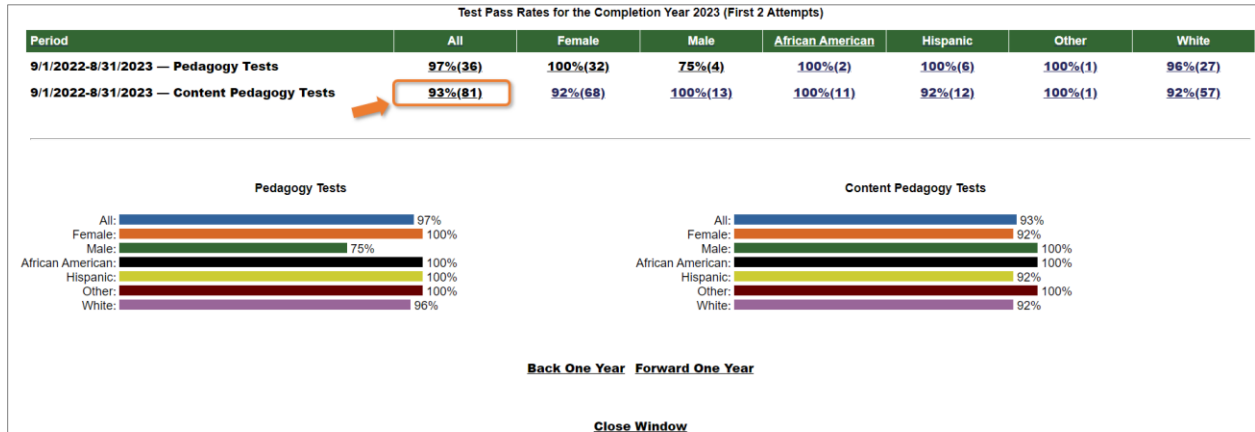 Test Pass Rates for the Completion Year 2023 (First 2 Attempts)
Period All Female Male African American Hispanic Other White
9/1/2022-8/31/2023 — Pedagogy Tests 97%(36) 100%(32) 75%(4) 100%(2) 100%(6) 100%(1) 96%(27)
9/1/2022-8/31/2023 — Content Pedagogy Tests 93%(81) 92%(68) 100%(13) 100%(11) 92%(12) 100%(1) 92%(57)
Pedagogy Tests
All: 97%
Female: 100%
Male: 75%
African American: 100%
Hispanic: 100%
Other: 100%
White: 96%
Content Pedagogy Tests
All: 93%
Female: 92%
Male: 100%
African American: 100%
Hispanic: 92%
Other: 100%
White: 92%
Back One Year Forward One Year
Close Window